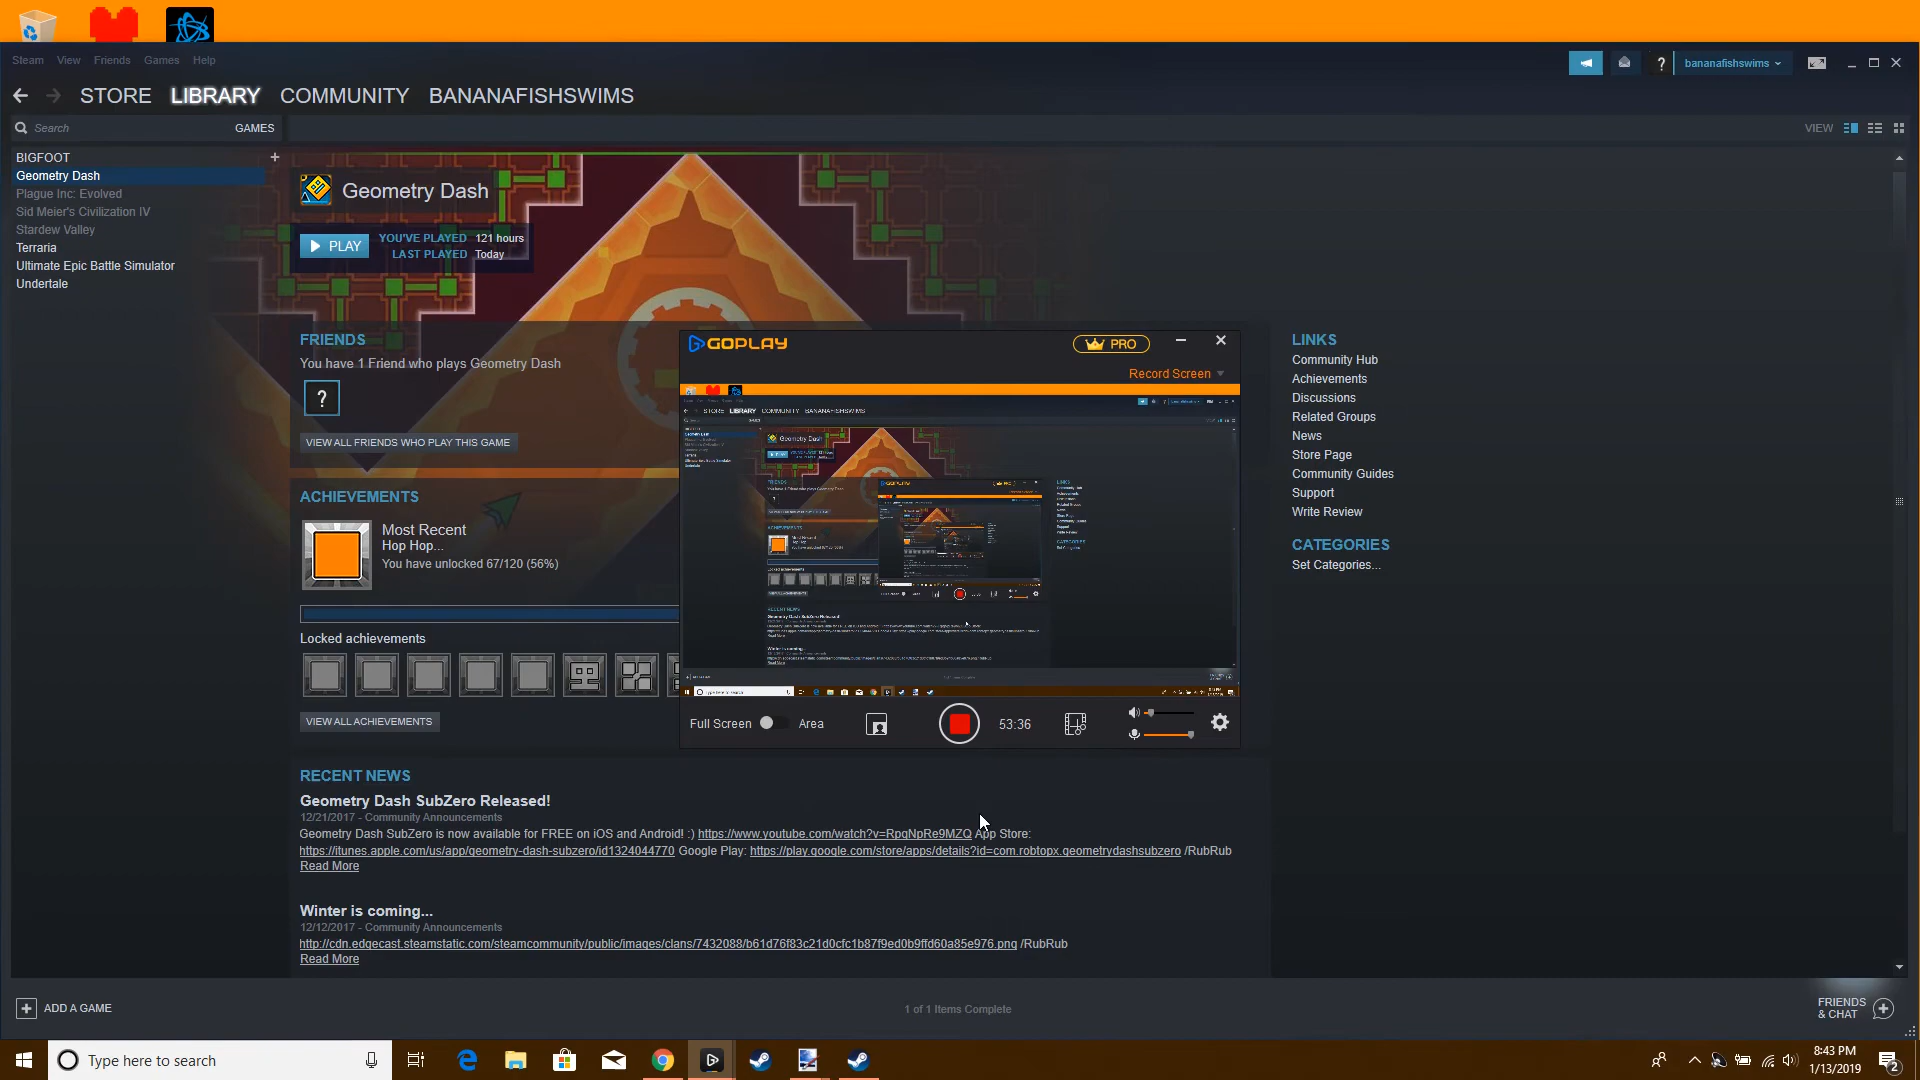 Steam View Friends Games Help
? bananafishswims
STORE LIBRARY COMMUNITY BANANAFISHSWIMS
Search GAMES VIEW
BIGFOOT +
Geometry Dash
Plague Inc: Evolved
Sid Meier's Civilization IV
Stardew Valley
Terraria
Ultimate Epic Battle Simulator
Undertale
Geometry Dash
PLAY YOU'VE PLAYED 121 hours
LAST PLAYED Today
FRIENDS
You have 1 Friend who plays Geometry Dash
?
VIEW ALL FRIENDS WHO PLAY THIS GAME
ACHIEVEMENTS
Most Recent
Hop Hop...
You have unlocked 67/120 (56%)
Locked achievements
VIEW ALL ACHIEVEMENTS
GOPLAY PRO
Record Screen
STORE LIBRARY COMMUNITY BANANAFISHSWIMS
Geometry Dash
Full Screen Area 53:36
LINKS
Community Hub
Achievements
Discussions
Related Groups
News
Store Page
Community Guides
Support
Write Review
CATEGORIES
Set Categories...
RECENT NEWS
Geometry Dash SubZero Released!
12/21/2017 - Community Announcements
Geometry Dash SubZero is now available for FREE on iOS and Android! :) https://www.youtube.com/watch?v=RpqNpRe9MZQ App Store:
https://itunes.apple.com/us/app/geometry-dash-subzero/id1324044770 Google Play: https://play.google.com/store/apps/details?id=com.robtopx.geometrydashsubzero /RubRub
Read More
Winter is coming...
12/12/2017 - Community Announcements
http://cdn.edgecast.steamstatic.com/steamcommunity/public/images/clans/7432088/b61d76f83c21d0cfc1b87f9ed0b9ffd60a85e976.png /RubRub
Read More
ADD A GAME
1 of 1 Items Complete
FRIENDS
& CHAT
Type here to search
8:43 PM
1/13/2019
2